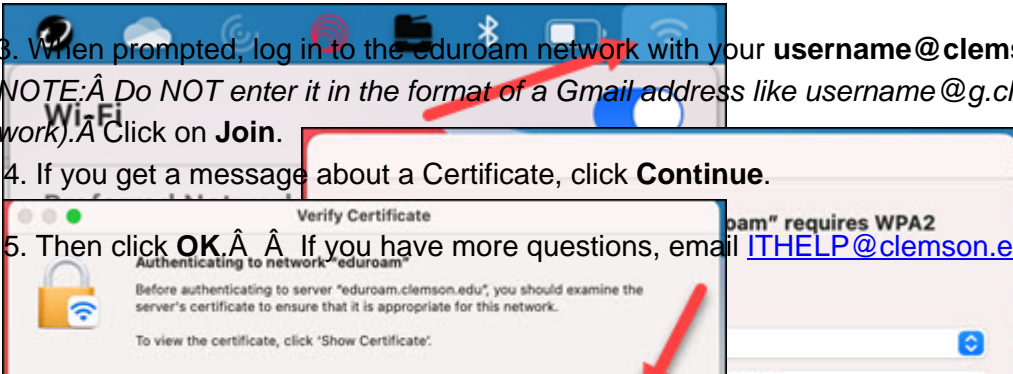 3. When prompted, log in to the eduroam network with your username@clems
NOTE:Â Do NOT enter it in the format of a Gmail address like username@g.cl
Wi-Fi
work).Â Click on Join.
4. If you get a message about a Certificate, click Continue.
Verify Certificate
oam" requires WPA2
5. Then click OK.Â Â If you have more questions, email ITHELP@clemson.e
Authenticating to network "eduroam"
Before authenticating to server "eduroam.clemson.edu", you should examine the
server's certificate to ensure that it is appropriate for this network.
To view the certificate, click 'Show Certificate'.